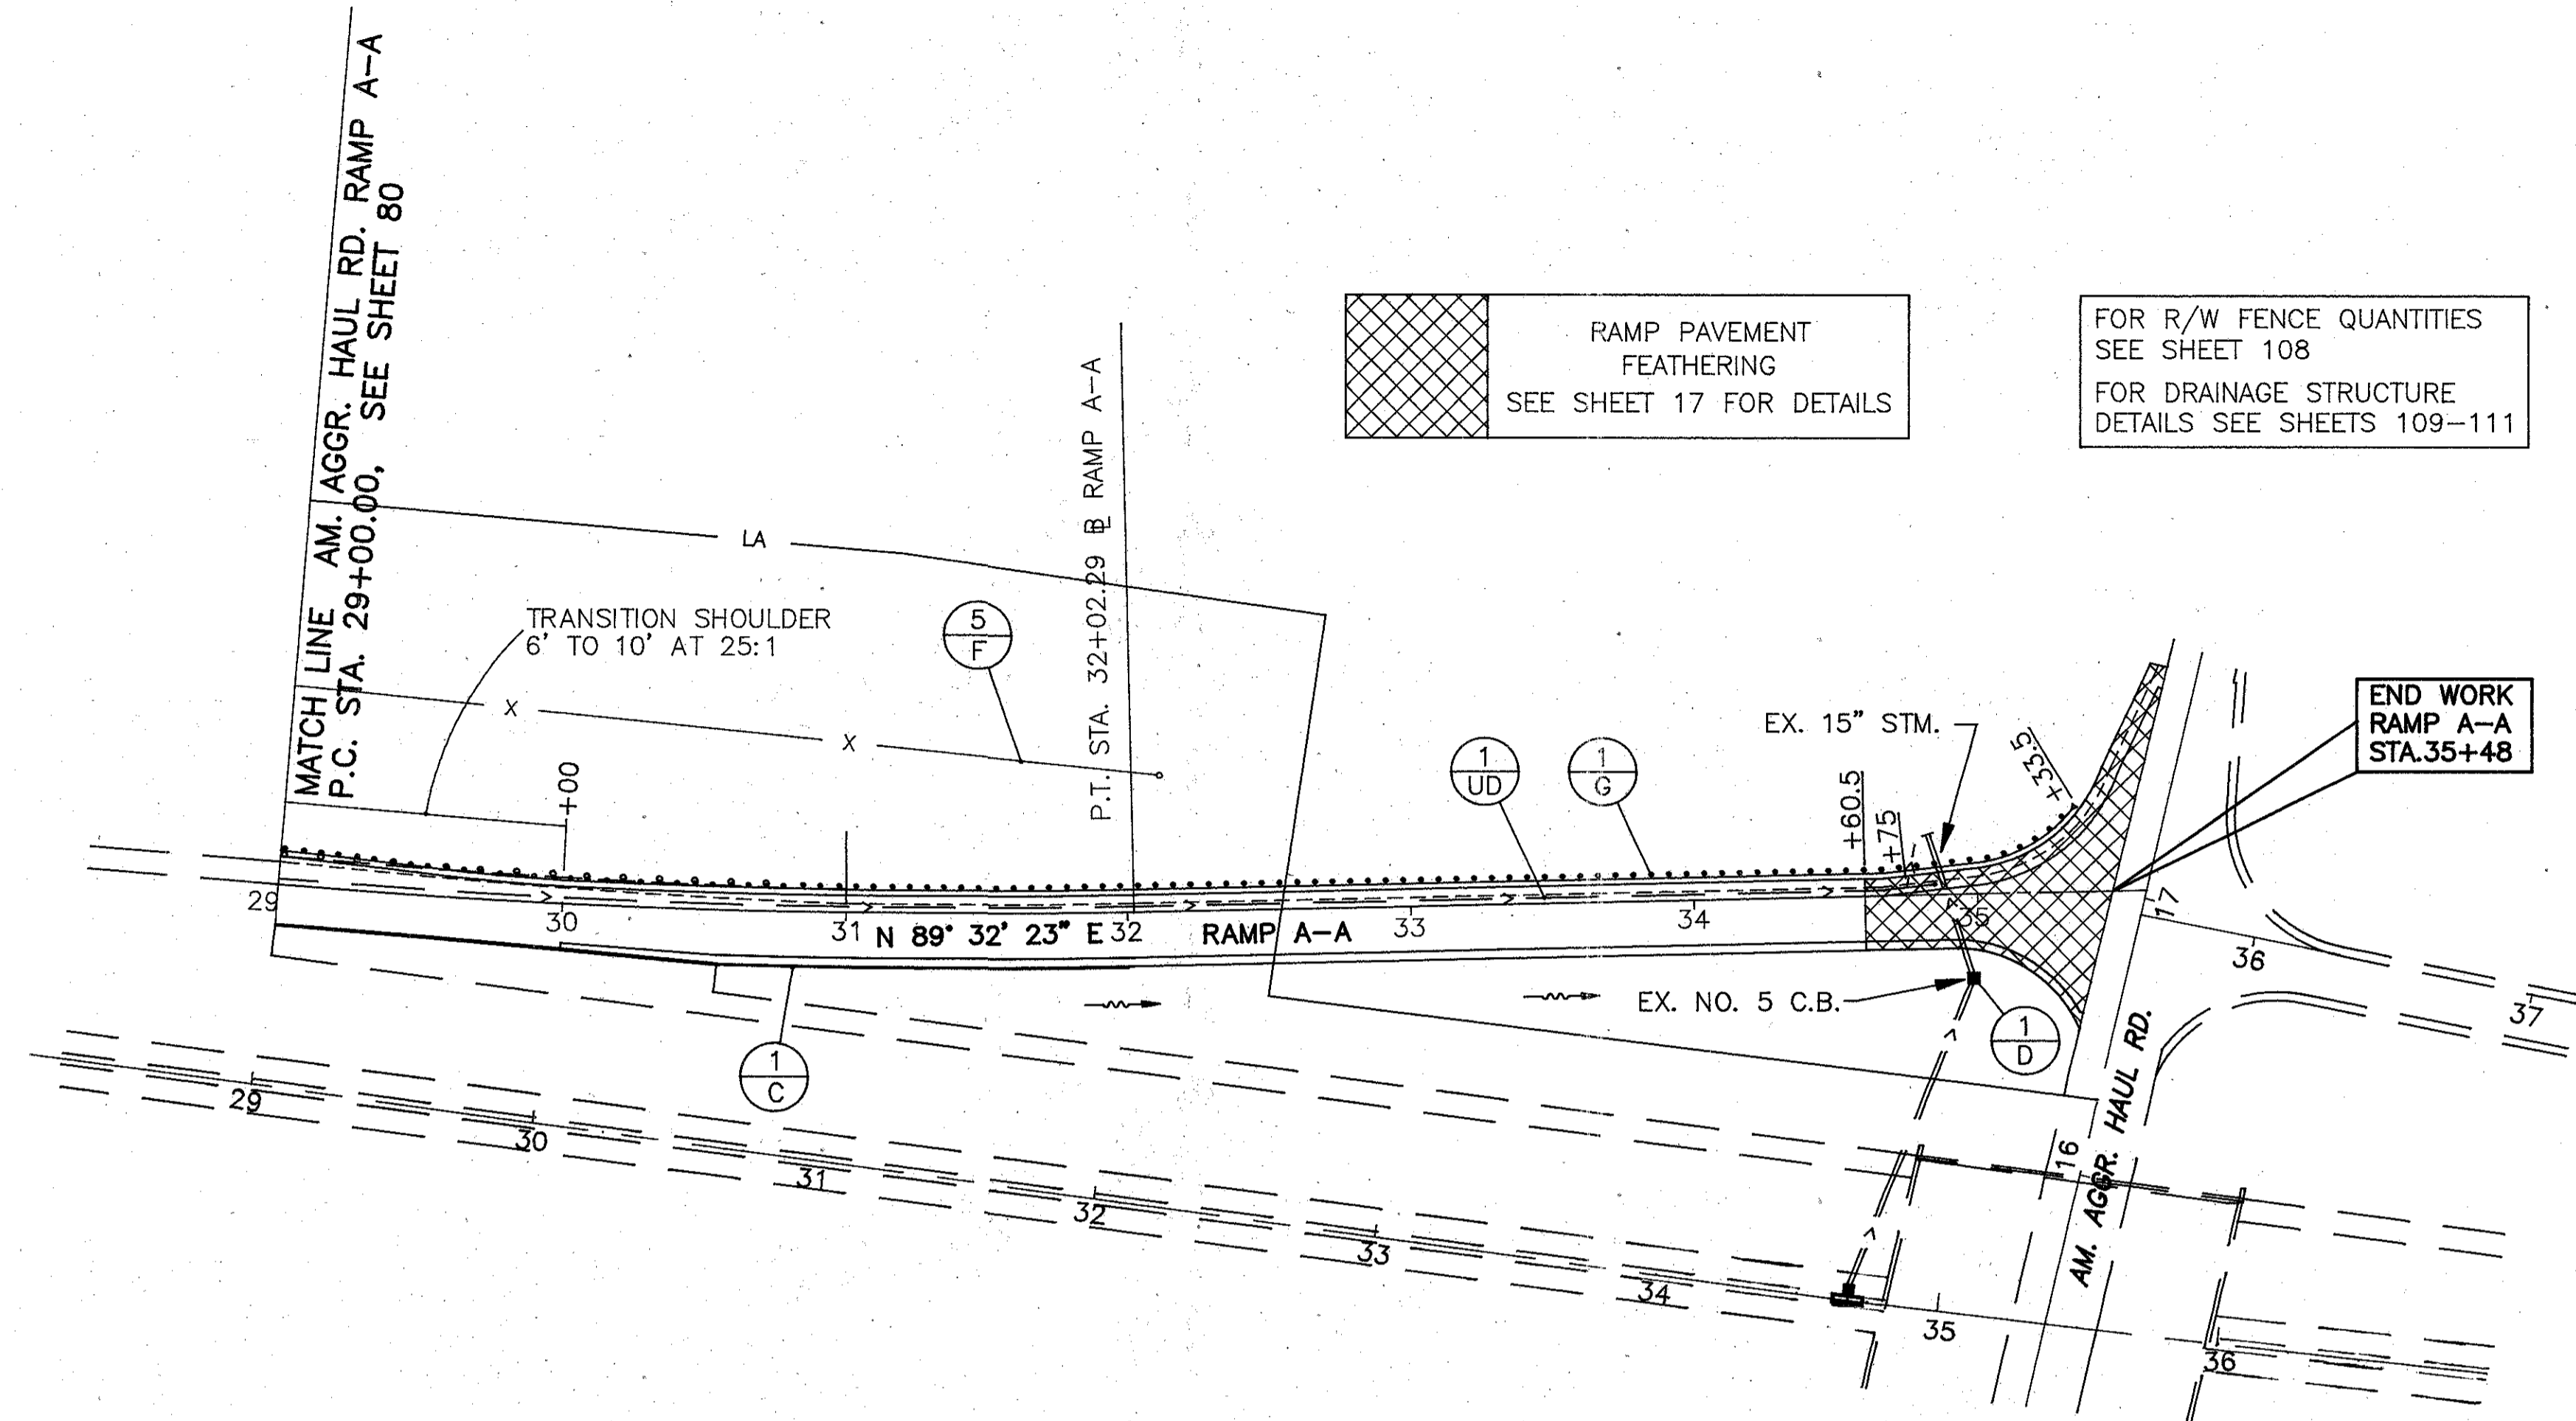 MATCH LINE AM. AGGR. HAUL RD. RAMP A-A
P.C. STA. 29+00.00, SEE SHEET 80
RAMP PAVEMENT
FEATHERING
SEE SHEET 17 FOR DETAILS
FOR R/W FENCE QUANTITIES
SEE SHEET 108
FOR DRAINAGE STRUCTURE
DETAILS SEE SHEETS 109-111
LA
P.T. STA. 32+02.29 ⅊ RAMP A-A
TRANSITION SHOULDER
6' TO 10' AT 25:1
5
F
X
X
+00
1
UD
1
G
EX. 15" STM.
+33.5
+60.5
+75
END WORK
RAMP A-A
STA.35+48
29
30
31
N 89° 32' 23" E
32
RAMP A-A
33
34
35
17
36
37
EX. NO. 5 C.B.
1
D
1
C
AM. AGGR. HAUL RD.
16
29
30
31
32
33
34
35
36